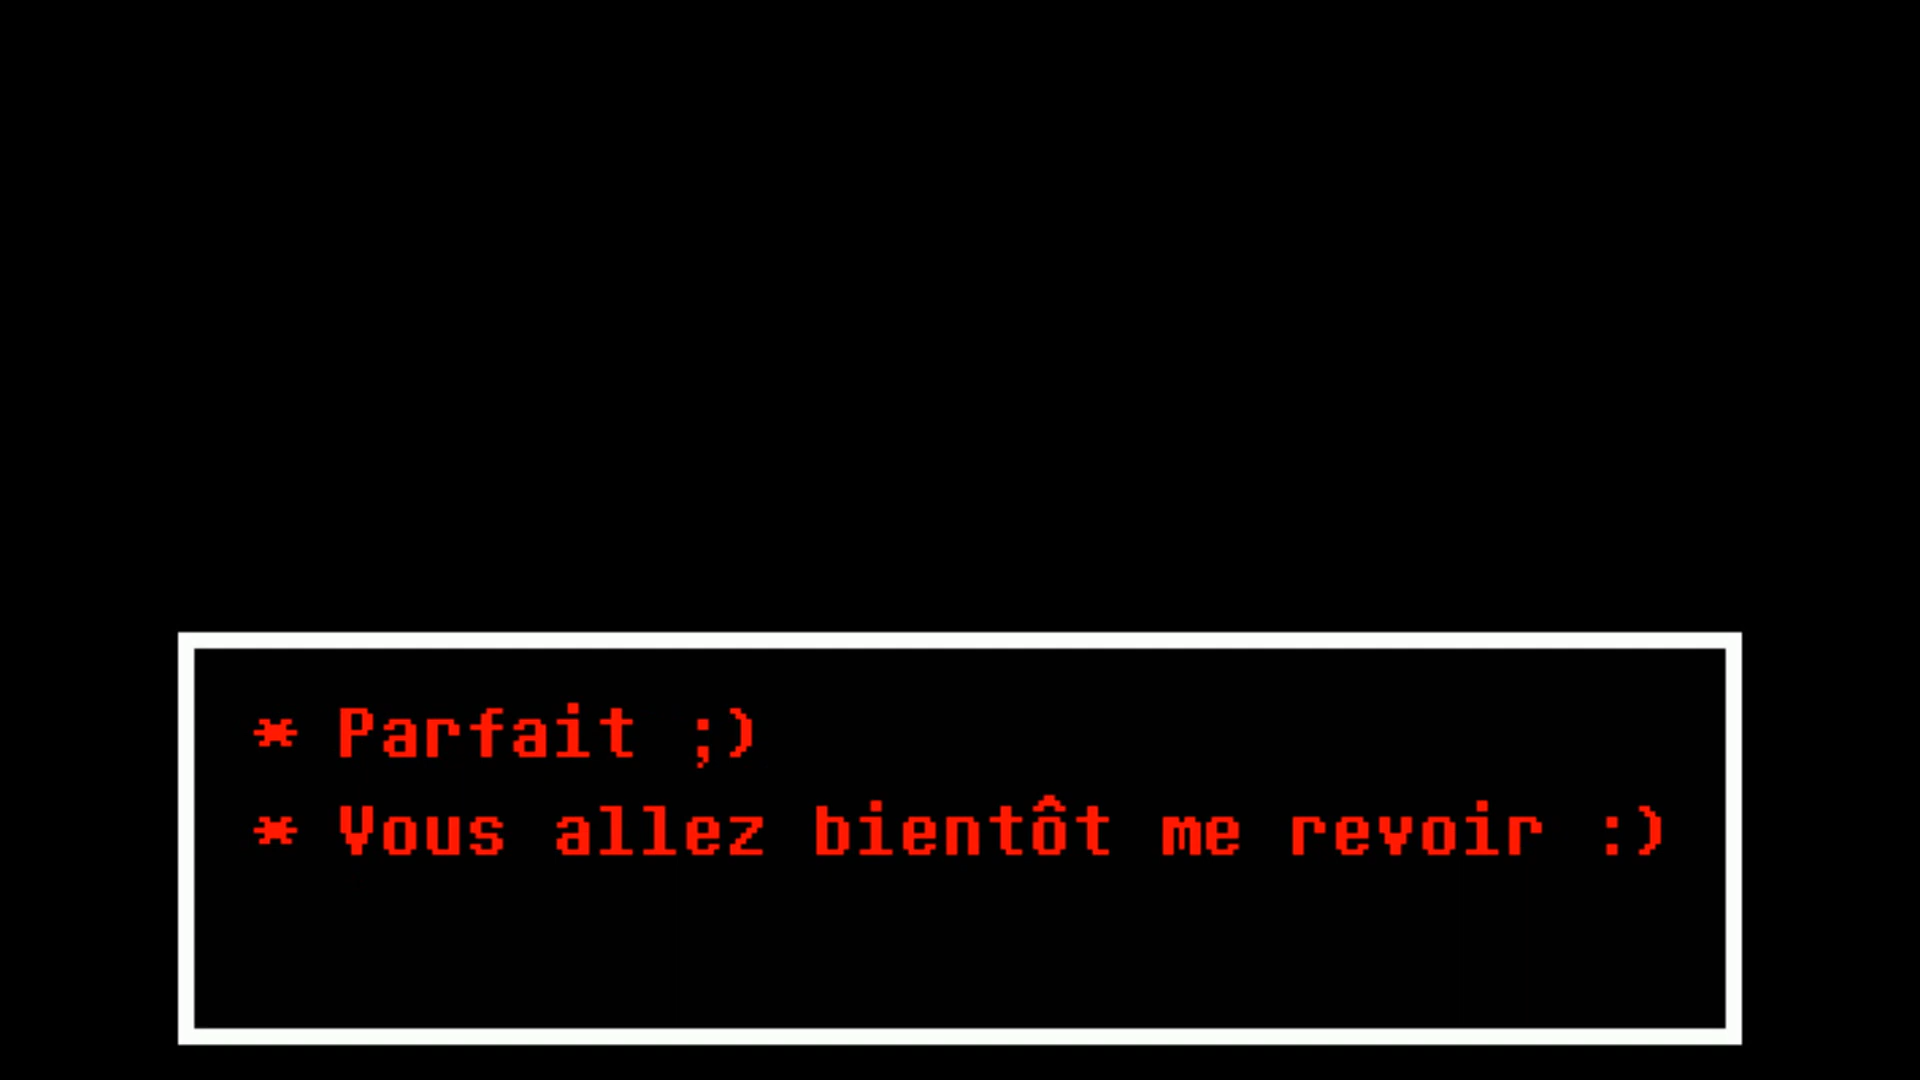 * Parfait ;)
* Vous allez bientôt me revoir :)